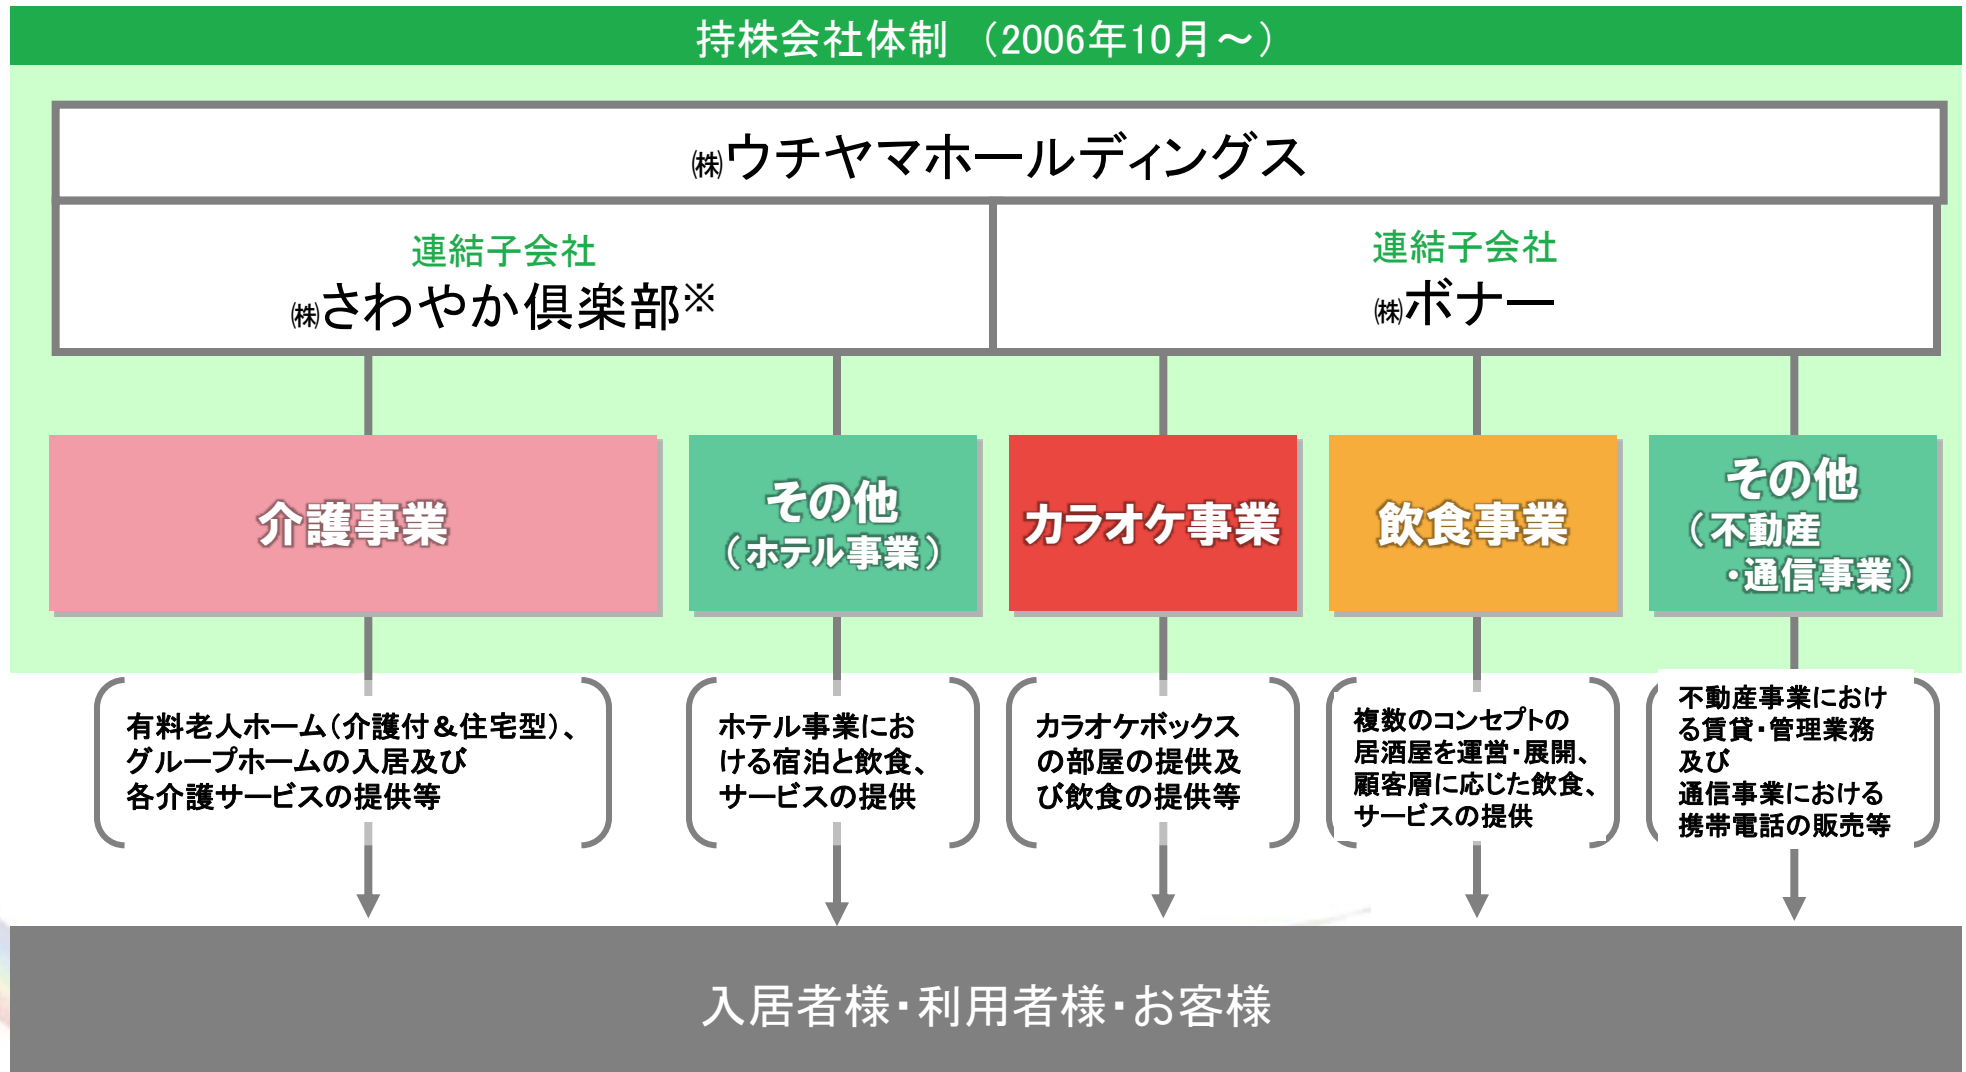 持株会社体制 （2006年10月～）
㈱ウチヤマホールディングス
連結子会社
㈱さわやか倶楽部※
連結子会社
㈱ボナー
介護事業
その他
（ホテル事業）
カラオケ事業
飲食事業
その他
（不動産
・通信事業）
有料老人ホーム（介護付＆住宅型）、
グループホームの入居及び
各介護サービスの提供等
ホテル事業にお
ける宿泊と飲食、
サービスの提供
カラオケボックス
の部屋の提供及
び飲食の提供等
複数のコンセプトの
居酒屋を運営・展開、
顧客層に応じた飲食、
サービスの提供
不動産事業におけ
る賃貸・管理業務
及び
通信事業における
携帯電話の販売等
入居者様・利用者様・お客様